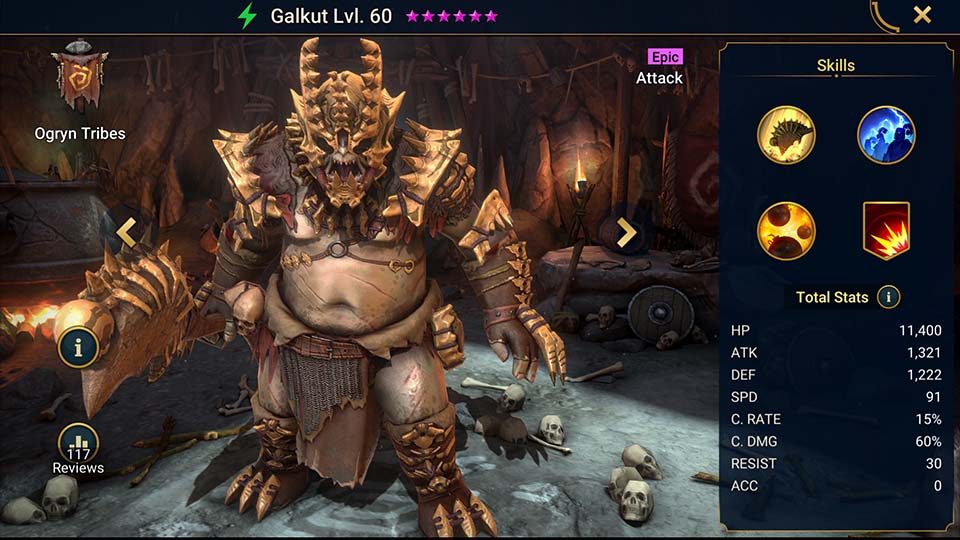 Galkut Lvl. 60
Epic
Attack
Ogryn Tribes
i
117
Reviews
Skills
Total Stats i
HP 11,400
ATK 1,321
DEF 1,222
SPD 91
C. RATE 15%
C. DMG 60%
RESIST 30
ACC 0